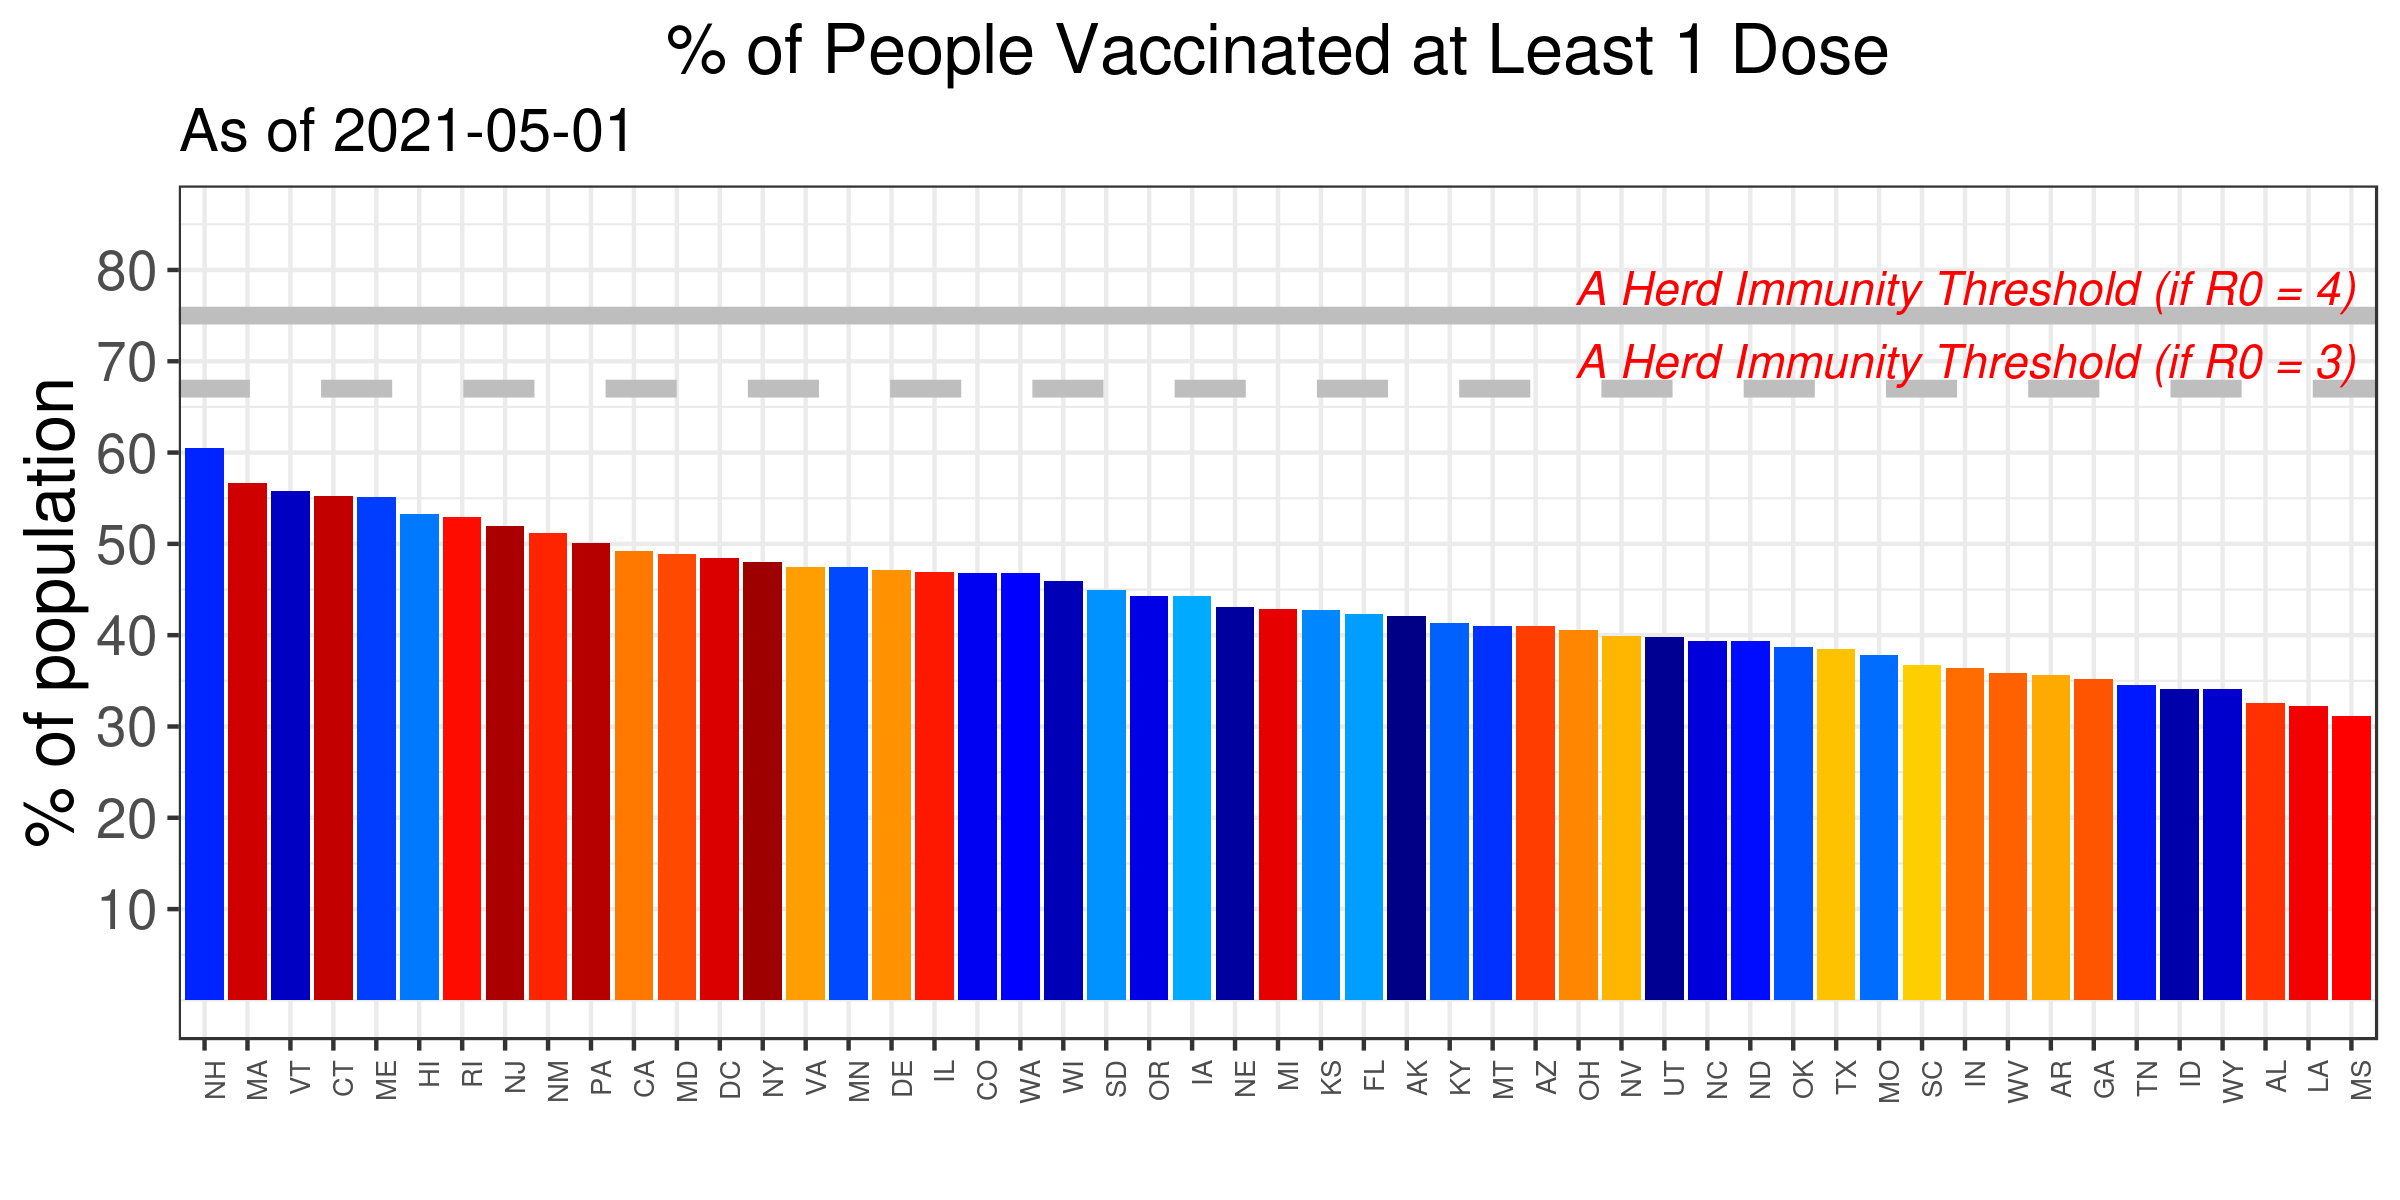 % of People Vaccinated at Least 1 Dose
As of 2021-05-01
% of population
80
70
60
50
40
30
20
10
A Herd Immunity Threshold (if R0 = 4)
A Herd Immunity Threshold (if R0 = 3)
NH MA VT CT ME HI RI NJ NM PA CA MD DC NY VA MN DE IL CO WA WI SD OR IA NE MI KS FL AK KY MT AZ OH NV UT NC ND OK TX MO SC IN WV AR GA TN ID WY AL LA MS